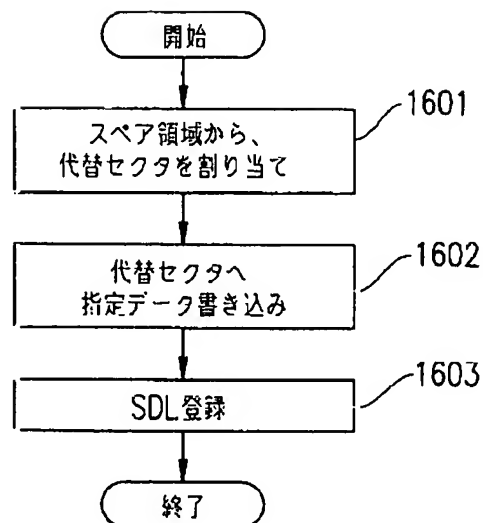 開始
スペア領域から、
代替セクタを割り当て
1601
代替セクタへ
指定データ書き込み
1602
SDL登録
1603
終了